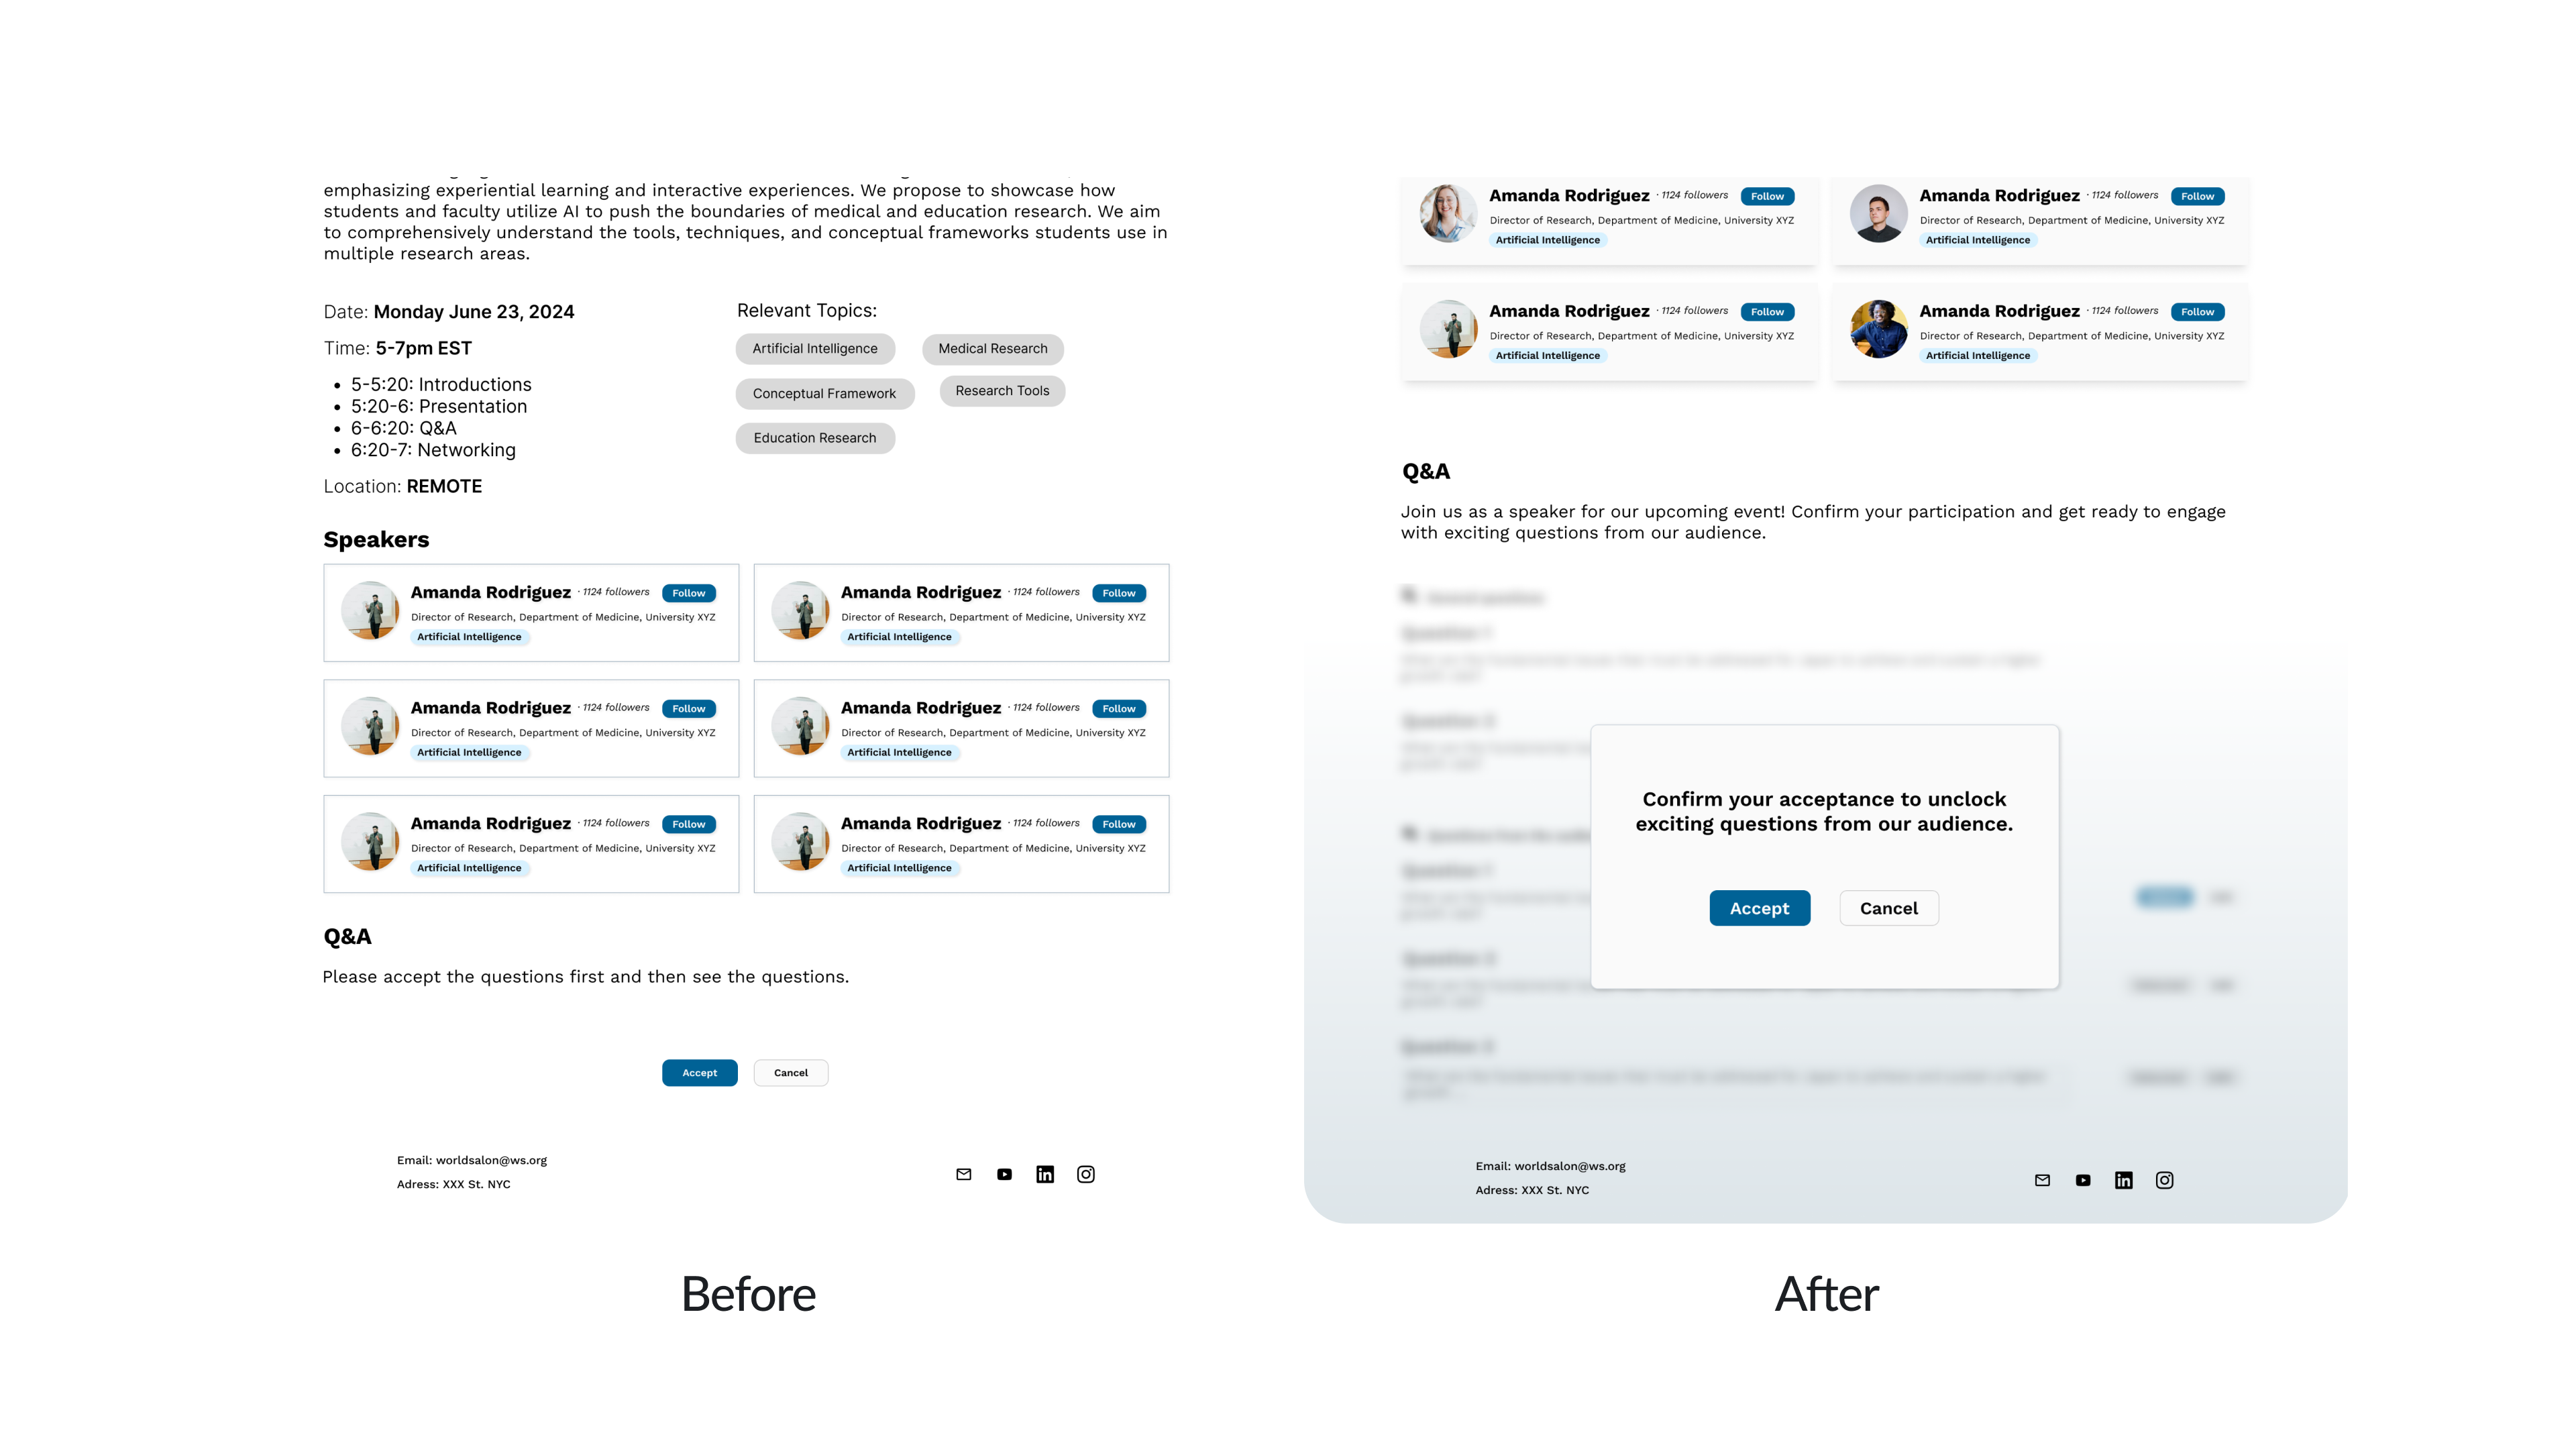 emphasizing experiential learning and interactive experiences. We propose to showcase how
students and faculty utilize AI to push the boundaries of medical and education research. We aim
to comprehensively understand the tools, techniques, and conceptual frameworks students use in
multiple research areas.
Date: Monday June 23, 2024
Time: 5-7pm EST
• 5-5:20: Introductions
• 5:20-6: Presentation
• 6-6:20: Q&A
• 6:20-7: Networking
Location: REMOTE
Relevant Topics:
Artificial Intelligence
Medical Research
Conceptual Framework
Research Tools
Education Research
Speakers
Amanda Rodriguez · 1124 followers Follow
Director of Research, Department of Medicine, University XYZ
Artificial Intelligence
Amanda Rodriguez · 1124 followers Follow
Director of Research, Department of Medicine, University XYZ
Artificial Intelligence
Amanda Rodriguez · 1124 followers Follow
Director of Research, Department of Medicine, University XYZ
Artificial Intelligence
Amanda Rodriguez · 1124 followers Follow
Director of Research, Department of Medicine, University XYZ
Artificial Intelligence
Amanda Rodriguez · 1124 followers Follow
Director of Research, Department of Medicine, University XYZ
Artificial Intelligence
Amanda Rodriguez · 1124 followers Follow
Director of Research, Department of Medicine, University XYZ
Artificial Intelligence
Q&A
Please accept the questions first and then see the questions.
Accept
Cancel
Email: worldsalon@ws.org
Adress: XXX St. NYC
Before
Amanda Rodriguez · 1124 followers Follow
Director of Research, Department of Medicine, University XYZ
Artificial Intelligence
Amanda Rodriguez · 1124 followers Follow
Director of Research, Department of Medicine, University XYZ
Artificial Intelligence
Amanda Rodriguez · 1124 followers Follow
Director of Research, Department of Medicine, University XYZ
Artificial Intelligence
Amanda Rodriguez · 1124 followers Follow
Director of Research, Department of Medicine, University XYZ
Artificial Intelligence
Q&A
Join us as a speaker for our upcoming event! Confirm your participation and get ready to engage
with exciting questions from our audience.
Confirm your acceptance to unclock
exciting questions from our audience.
Accept
Cancel
Email: worldsalon@ws.org
Adress: XXX St. NYC
After